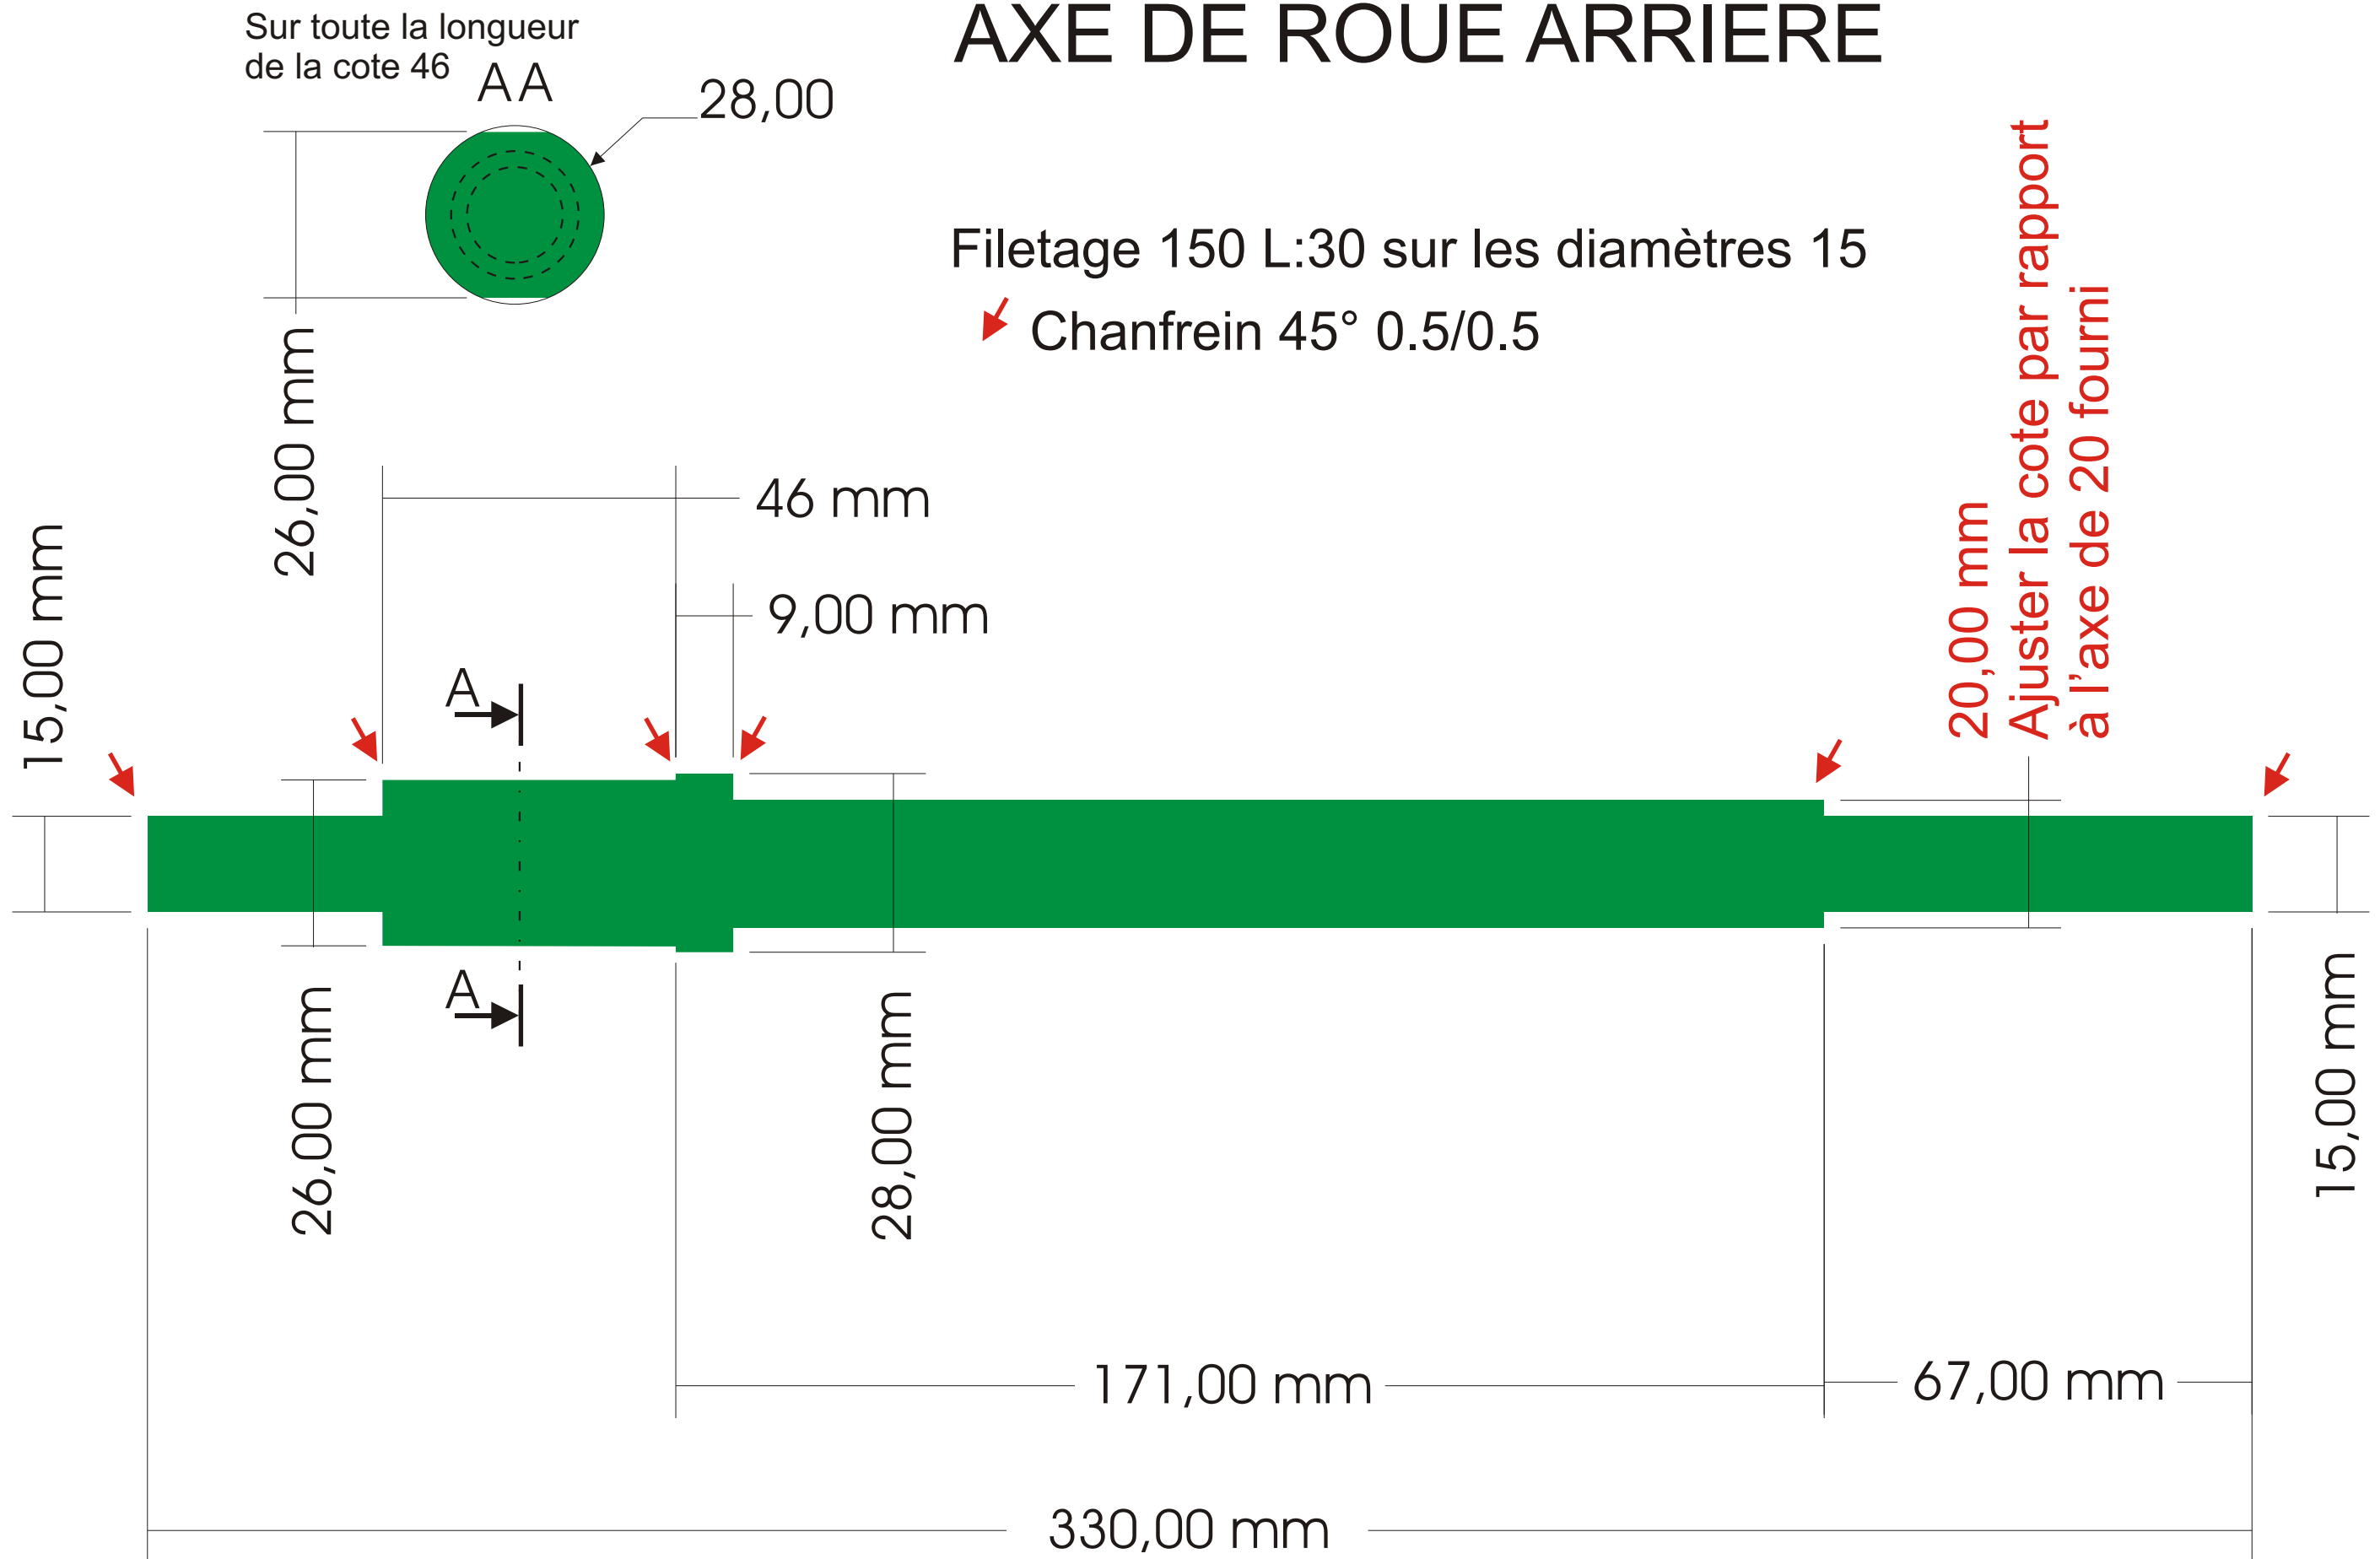 AXE DE ROUE ARRIERE
Sur toute la longueur
de la cote 46
A A
28,00
26,00 mm
Filetage 150 L:30 sur les diamètres 15
Chanfrein 45° 0.5/0.5
20,00 mm
Ajuster la cote par rapport
à l'axe de 20 fourni
46 mm
9,00 mm
15,00 mm
A
A
26,00 mm
28,00 mm
15,00 mm
171,00 mm
67,00 mm
330,00 mm